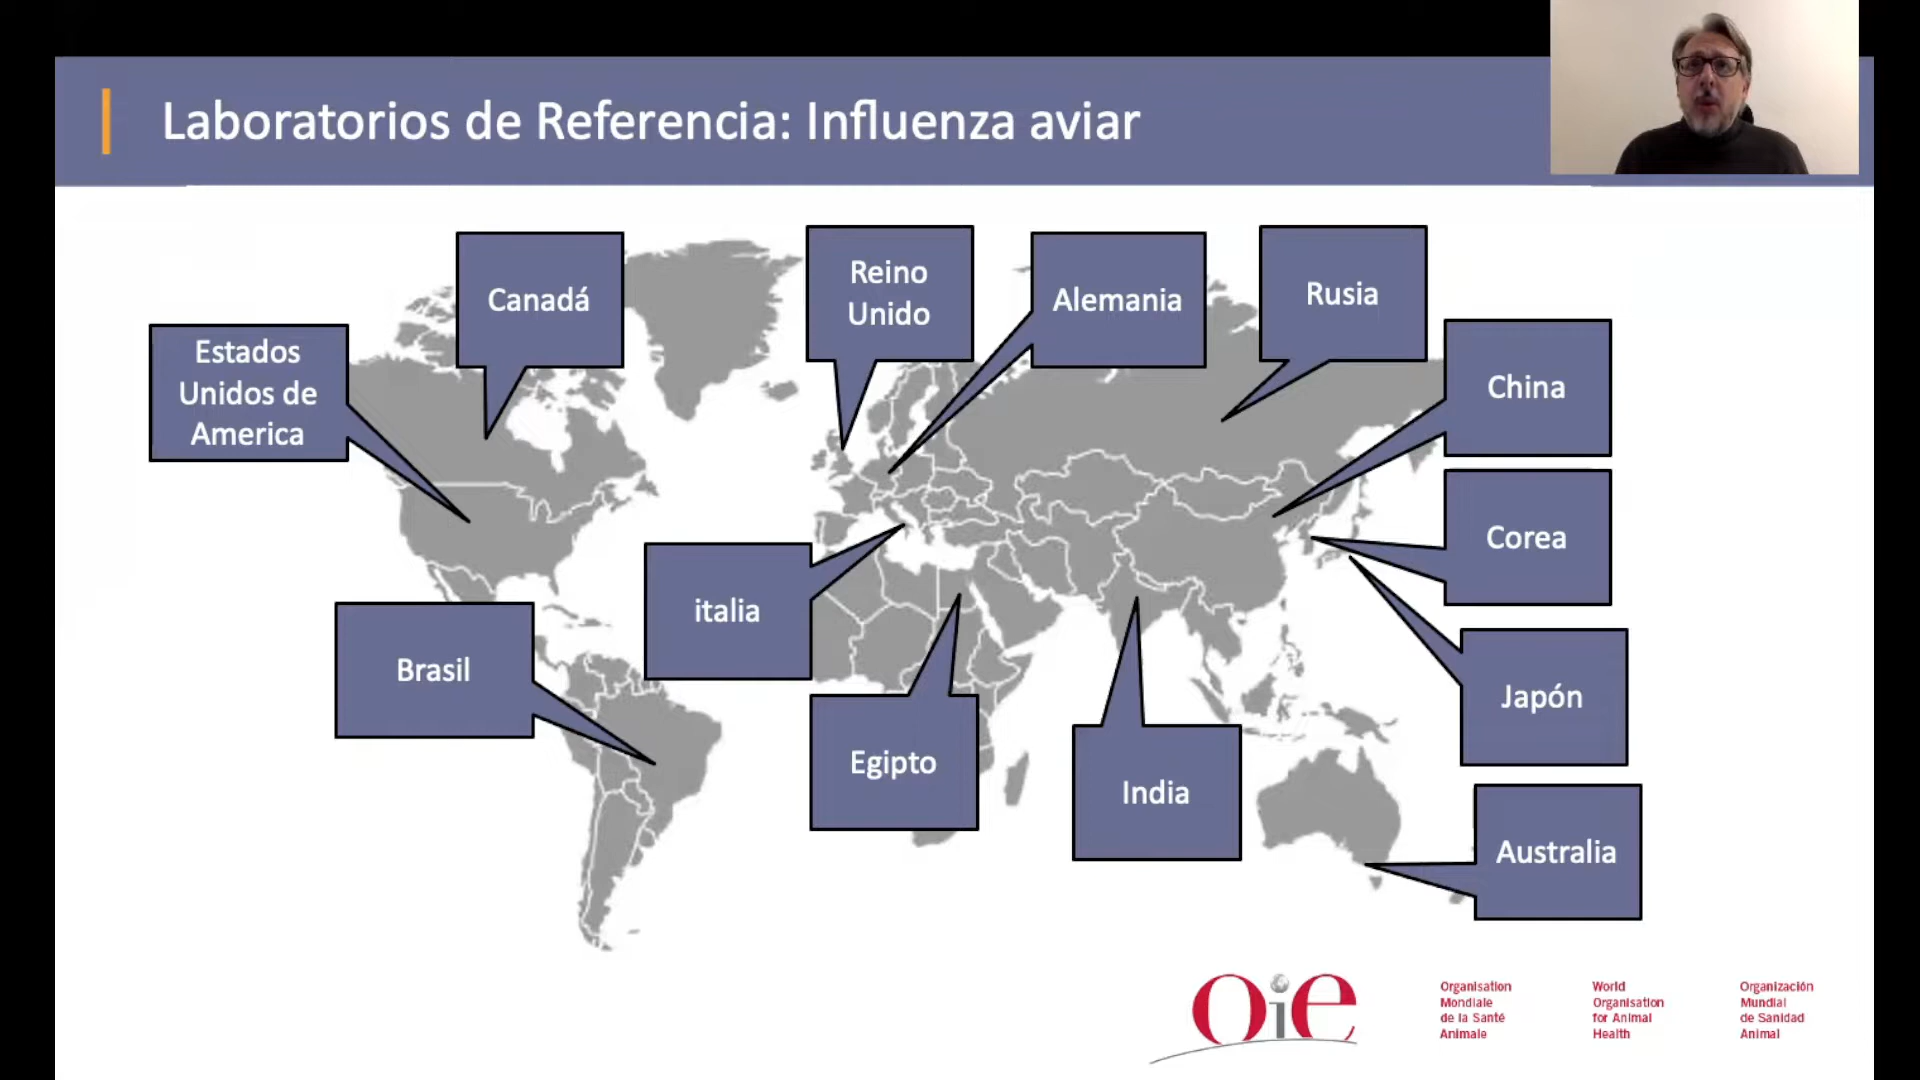 Laboratorios de Referencia: Influenza aviar
Canadá
Reino
Unido
Alemania
Rusia
Estados
Unidos de
America
China
Corea
italia
Brasil
Japón
Egipto
India
Australia
Oie
Organisation
Mondiale
de la Santé
Animale
World
Organisation
for Animal
Health
Organización
Mundial
de Sanidad
Animal